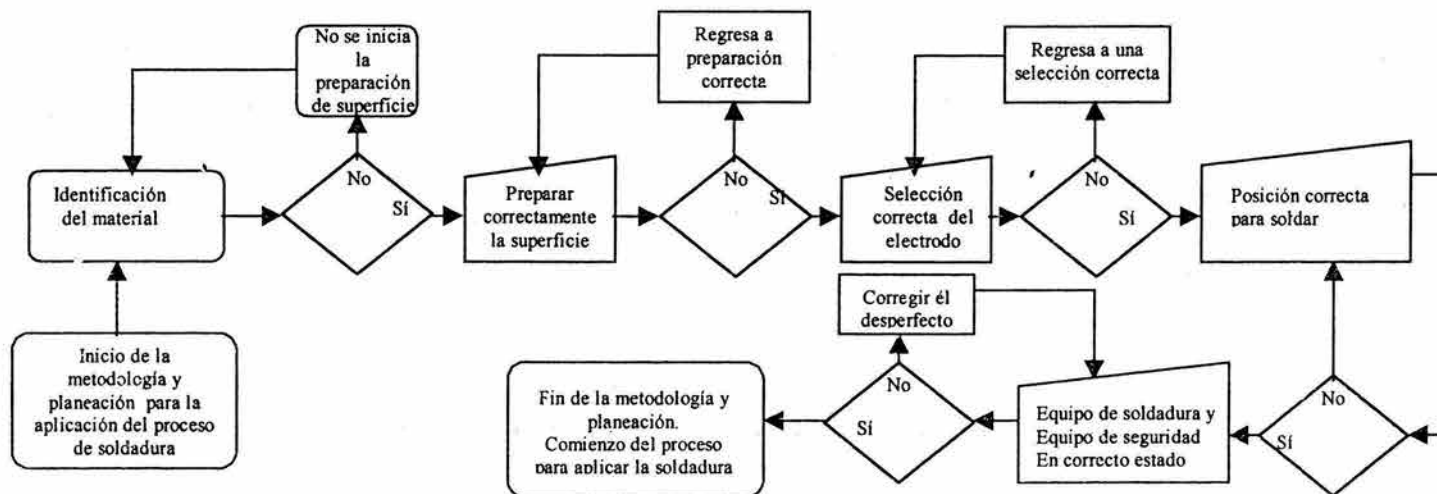 No se inicia
la
preparación
de superficie
Regresa a
preparación
correcta
Regresa a una
selección correcta
Identificación
del material
No
Sí
Preparar
correctamente
la superficie
No
Sí
Selección
correcta del
electrodo
No
Sí
Posición correcta
para soldar
Inicio de la
metodología y
planeación para la
aplicación del proceso
de soldadura
Corregir él
desperfecto
Fin de la metodología y
planeación.
Comienzo del proceso
para aplicar la soldadura
No
Sí
Equipo de soldadura y
Equipo de seguridad
En correcto estado
No
Sí